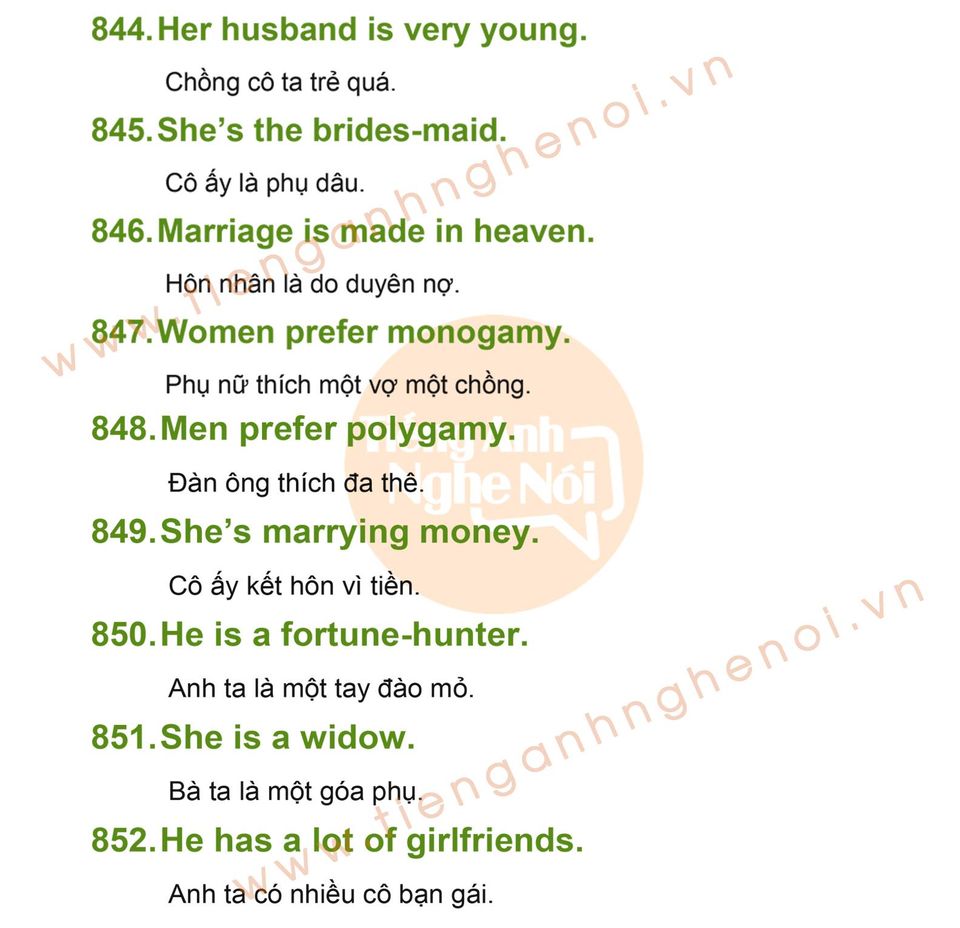 844. Her husband is very young.
Chồng cô ta trẻ quá.
845. She’s the brides-maid.
Cô ấy là phụ dâu.
846. Marriage is made in heaven.
Hôn nhân là do duyên nợ.
847. Women prefer monogamy.
Phụ nữ thích một vợ một chồng.
848. Men prefer polygamy.
Đàn ông thích đa thê.
849. She’s marrying money.
Cô ấy kết hôn vì tiền.
850. He is a fortune-hunter.
Anh ta là một tay đào mỏ.
851. She is a widow.
Bà ta là một góa phụ.
852. He has a lot of girlfriends.
Anh ta có nhiều cô bạn gái.
www.tienganhnghenoi.vn
Tiếng Anh
Nghe Nói
www.tienganhnghenoi.vn